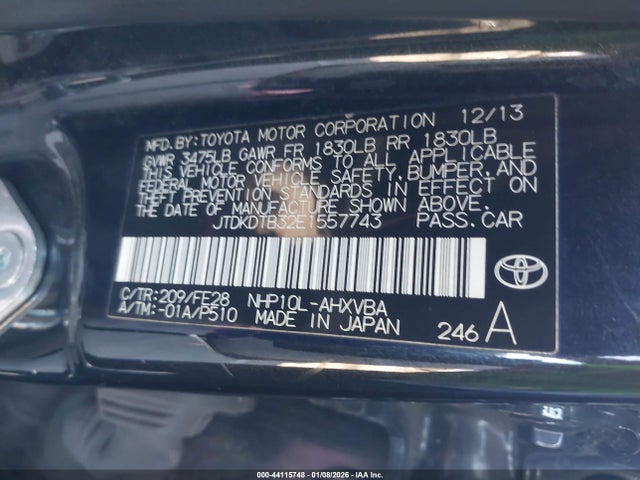 MFD. BY: TOYOTA MOTOR CORPORATION 12/13
GVWR 3475LB GAWR FR 1830LB RR 1830LB
THIS VEHICLE CONFORMS TO ALL APPLICABLE
FEDERAL MOTOR VEHICLE SAFETY, BUMPER, AND
THEFT PREVENTION STANDARDS IN EFFECT ON
THE DATE OF MANUFACTURE SHOWN ABOVE.
JTDKDTB32E1557743 PASS.CAR
C/TR:209/FE28 NHP10L-AHXVBA
A/TM:-01A/P510 MADE IN JAPAN 246 A
000-44115748 - 01/08/2026 - IAA Inc.